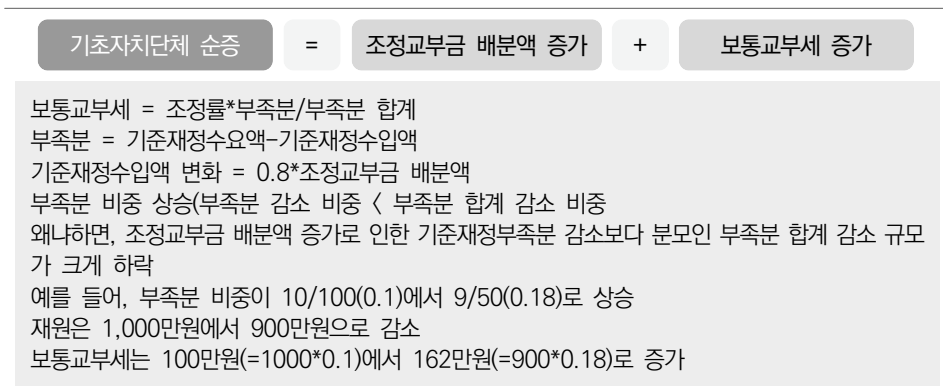 기초자치단체 순증 = 조정교부금 배분액 증가 + 보통교부세 증가
보통교부세 = 조정률*부족분/부족분 합계
부족분 = 기준재정수요액-기준재정수입액
기준재정수입액 변화 = 0.8*조정교부금 배분액
부족분 비중 상승(부족분 감소 비중 < 부족분 합계 감소 비중
왜냐하면, 조정교부금 배분액 증가로 인한 기준재정부족분 감소보다 분모인 부족분 합계 감소 규모
가 크게 하락
예를 들어, 부족분 비중이 10/100(0.1)에서 9/50(0.18)로 상승
재원은 1,000만원에서 900만원으로 감소
보통교부세는 100만원(=1000*0.1)에서 162만원(=900*0.18)로 증가